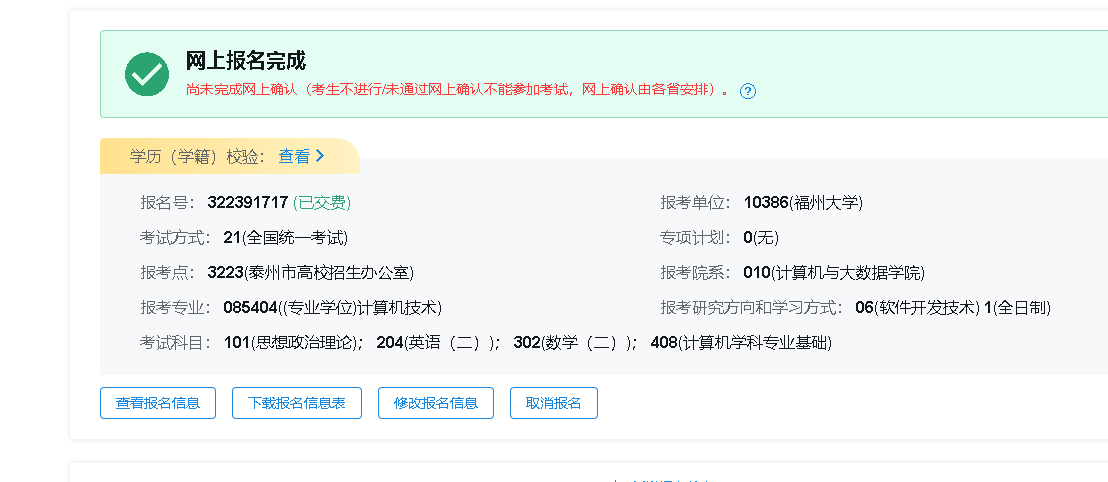 网上报名完成
尚未完成网上确认（考生不进行/未通过网上确认不能参加考试，网上确认由各省安排）。 ?
学历（学籍）校验： 查看
报名号： 322391717 (已交费)
报考单位： 10386(福州大学)
考试方式： 21(全国统一考试)
专项计划： 0(无)
报考点： 3223(泰州市高校招生办公室)
报考院系： 010(计算机与大数据学院)
报考专业： 085404((专业学位)计算机技术)
报考研究方向和学习方式： 06(软件开发技术) 1(全日制)
考试科目： 101(思想政治理论)； 204(英语（二）)； 302(数学（二）)； 408(计算机学科专业基础)
查看报名信息 下载报名信息表 修改报名信息 取消报名